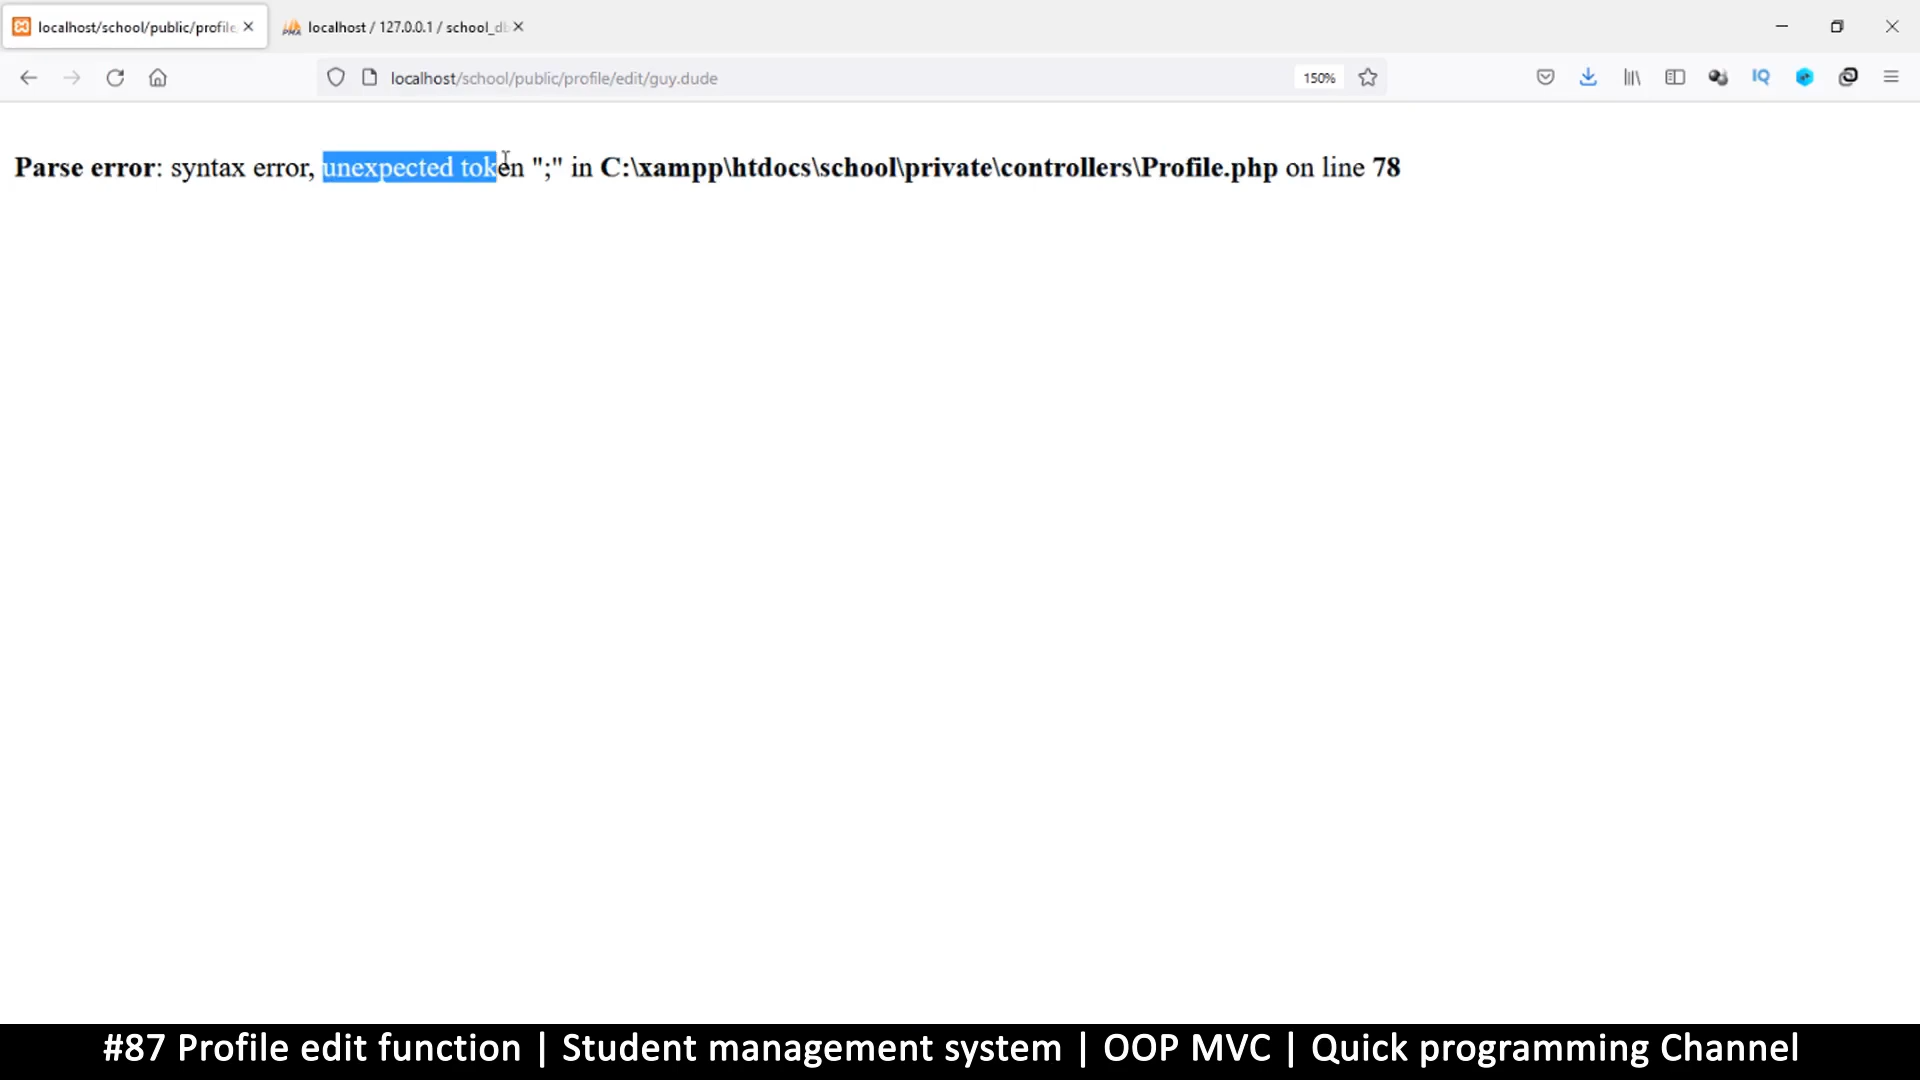 localhost/school/public/profile
localhost / 127.0.0.1 / school_db
localhost/school/public/profile/edit/guy.dude
150%
IQ
Parse error: syntax error, unexpected token ";" in C:\xampp\htdocs\school\private\controllers\Profile.php on line 78
#87 Profile edit function | Student management system | OOP MVC | Quick programming Channel